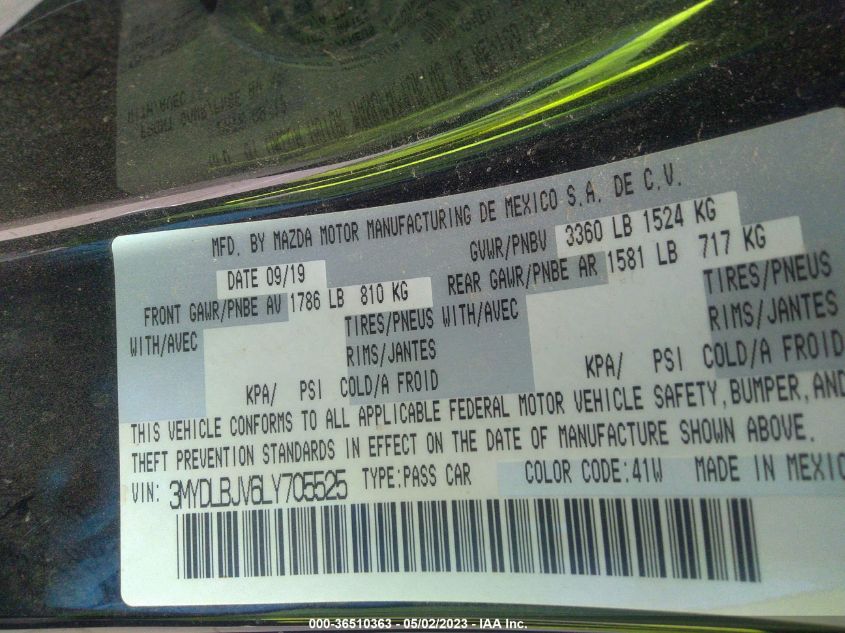 MFD. BY MAZDA MOTOR MANUFACTURING DE MEXICO S.A. DE C.V.
DATE 09/19 GVWR/PNBV 3360 LB 1524 KG
FRONT GAWR/PNBE AV 1786 LB 810 KG REAR GAWR/PNBE AR 1581 LB 717 KG
WITH/AVEC TIRES/PNEUS WITH/AVEC TIRES/PNEUS
RIMS/JANTES RIMS/JANTES
KPA/ PSI COLD/A FROID KPA/ PSI COLD/A FROID
THIS VEHICLE CONFORMS TO ALL APPLICABLE FEDERAL MOTOR VEHICLE SAFETY, BUMPER, AND
THEFT PREVENTION STANDARDS IN EFFECT ON THE DATE OF MANUFACTURE SHOWN ABOVE.
VIN: 3MYDLBJV6LY705525 TYPE:PASS CAR COLOR CODE:41W MADE IN MEXICO
000-36510363 - 05/02/2023 - IAA Inc.